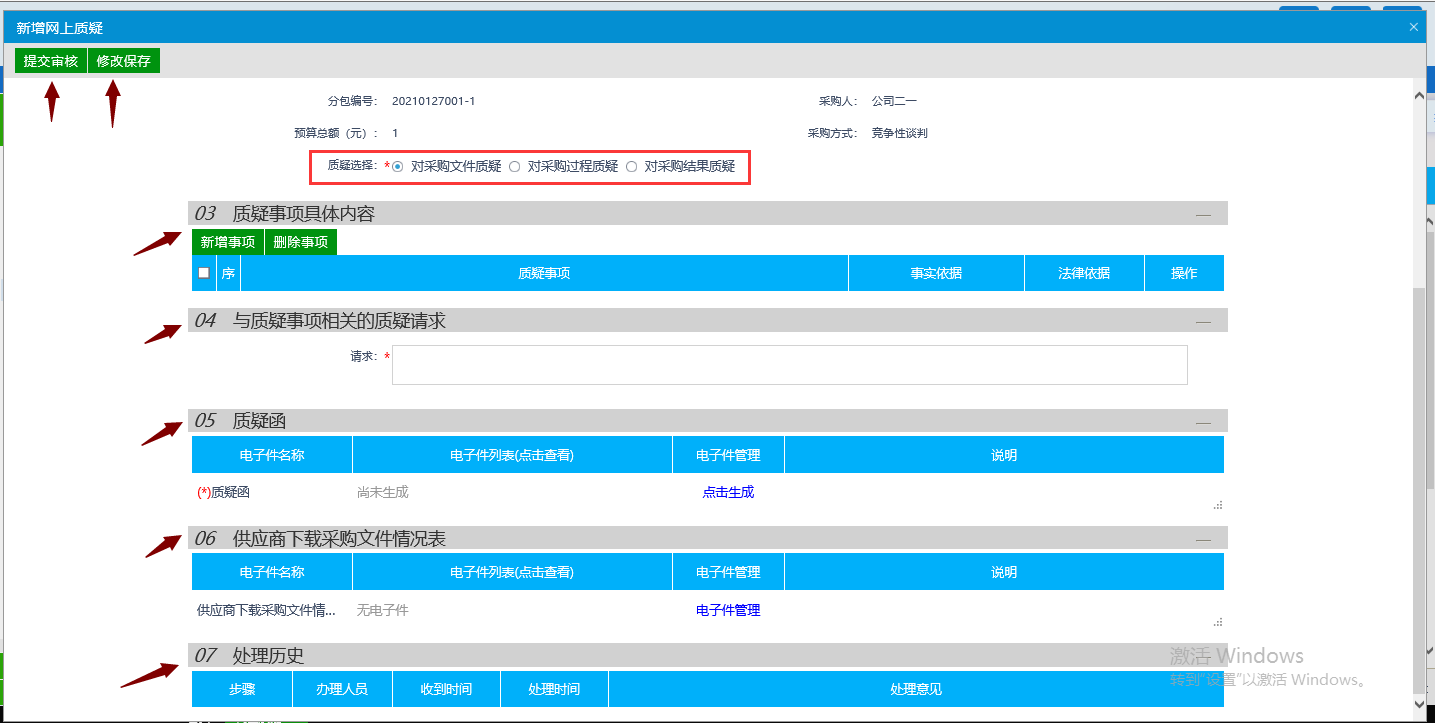 新增网上质疑
提交审核 修改保存
分包编号： 20210127001-1 采购人： 公司二一
预算总额（元）： 1 采购方式： 竞争性谈判
质疑选择： * 对采购文件质疑 对采购过程质疑 对采购结果质疑
03 质疑事项具体内容
新增事项 删除事项
序 质疑事项 事实依据 法律依据 操作
04 与质疑事项相关的质疑请求
请求： *
05 质疑函
电子件名称 电子件列表(点击查看) 电子件管理 说明
(*)质疑函 尚未生成 点击生成
06 供应商下载采购文件情况表
电子件名称 电子件列表(点击查看) 电子件管理 说明
供应商下载采购文件情... 无电子件 电子件管理
07 处理历史
步骤 办理人员 收到时间 处理时间 处理意见
激活 Windows
转到"设置"以激活 Windows。